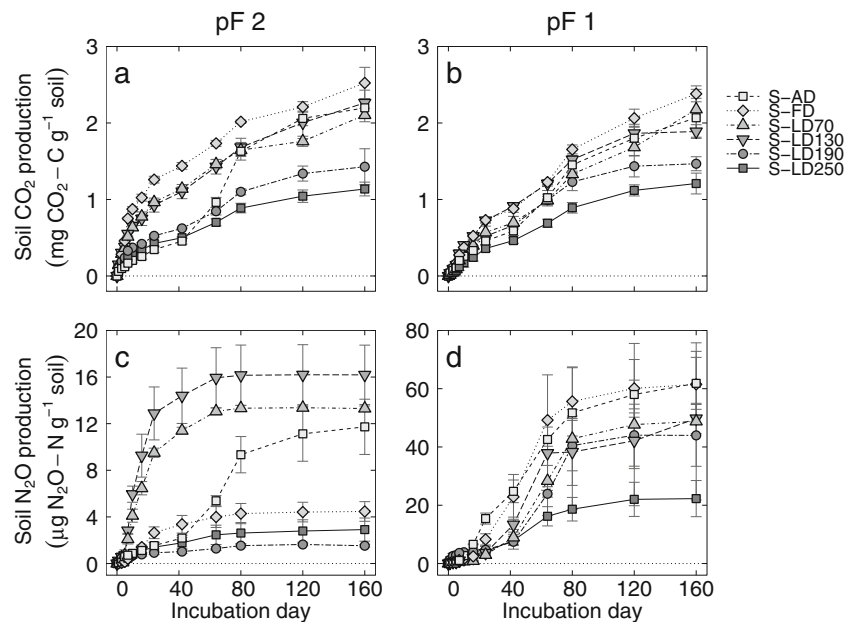 pF 2
pF 1
a
b
c
d
Soil CO₂ production
(mg CO₂−C g⁻¹ soil)
3
2
1
0
3
2
1
0
S−AD
S−FD
S−LD70
S−LD130
S−LD190
S−LD250
Soil N₂O production
(μg N₂O−N g⁻¹ soil)
20
16
12
8
4
0
80
60
40
20
0
0 40 80 120 160
0 40 80 120 160
Incubation day
Incubation day